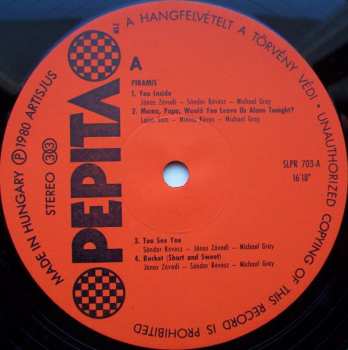 A HANGFELVÉTELT A TÖRVÉNY VÉDI • UNAUTHORIZED COPYING OF THIS RECORD IS PROHIBITED
MADE IN HUNGARY Ⓟ 1980 ARTISJUS
STEREO 33
PEPITA
A
PIRAMIS
1. You Inside
János Závodi - Sándor Révész - Michael Gray
2. Mama, Papa, Would You Leave Us Alone Tonight?
Lajos Som - Michael Gray
SLPR 703-A
16'18"
3. You See You
Sándor Révész - János Závodi - Michael Gray
4. Rocket (Short and Sweet)
János Závodi - Sándor Révész - Michael Gray